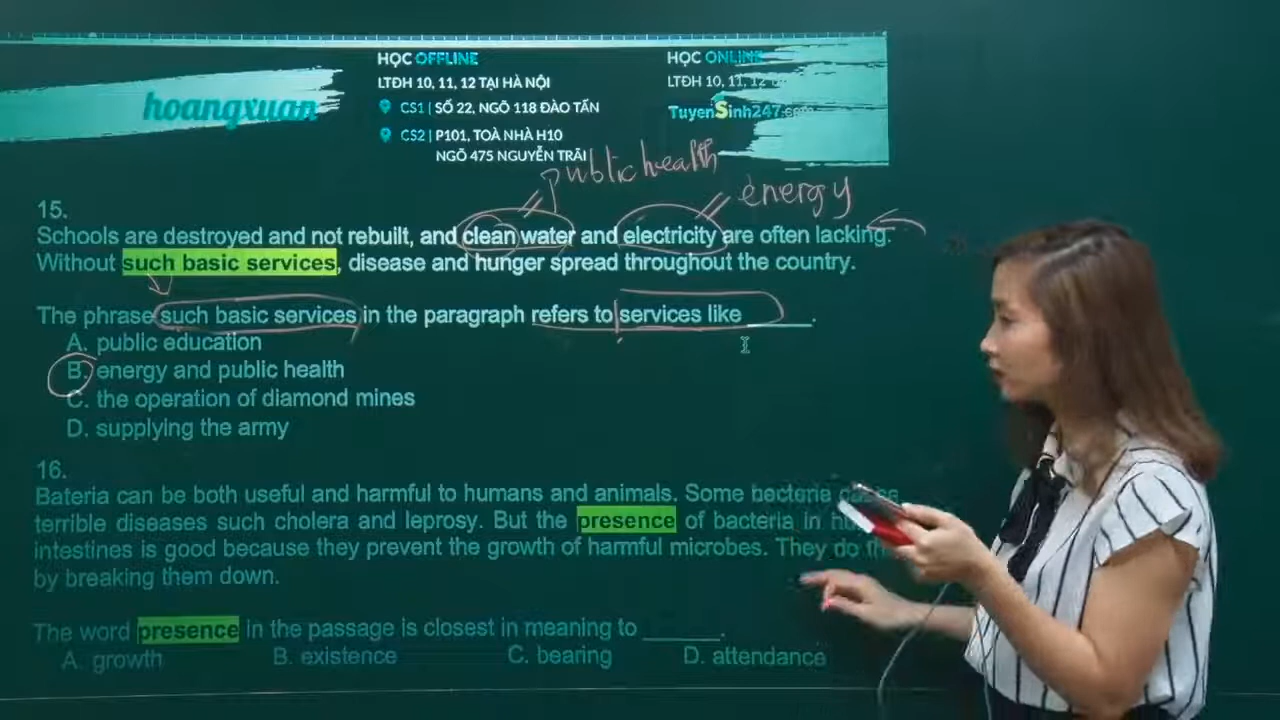 hoangxuan
HỌC OFFLINE
LTĐH 10, 11, 12 TẠI HÀ NỘI
CS1 | SỐ 22, NGÕ 118 ĐÀO TẤN
CS2 | P101, TOÀ NHÀ H10
NGÕ 475 NGUYỄN TRÃI
HỌC ONLINE
LTĐH 10, 11, 12
TuyenSinh247.com
public health
energy
15.
Schools are destroyed and not rebuilt, and clean water and electricity are often lacking.
Without such basic services, disease and hunger spread throughout the country.
The phrase such basic services in the paragraph refers to services like ______.
A. public education
B. energy and public health
C. the operation of diamond mines
D. supplying the army
16.
Bateria can be both useful and harmful to humans and animals. Some bacteria
terrible diseases such cholera and leprosy. But the presence of bacteria in
intestines is good because they prevent the growth of harmful microbes. They do
by breaking them down.
The word presence in the passage is closest in meaning to ______.
A. growth B. existence C. bearing D. attendance